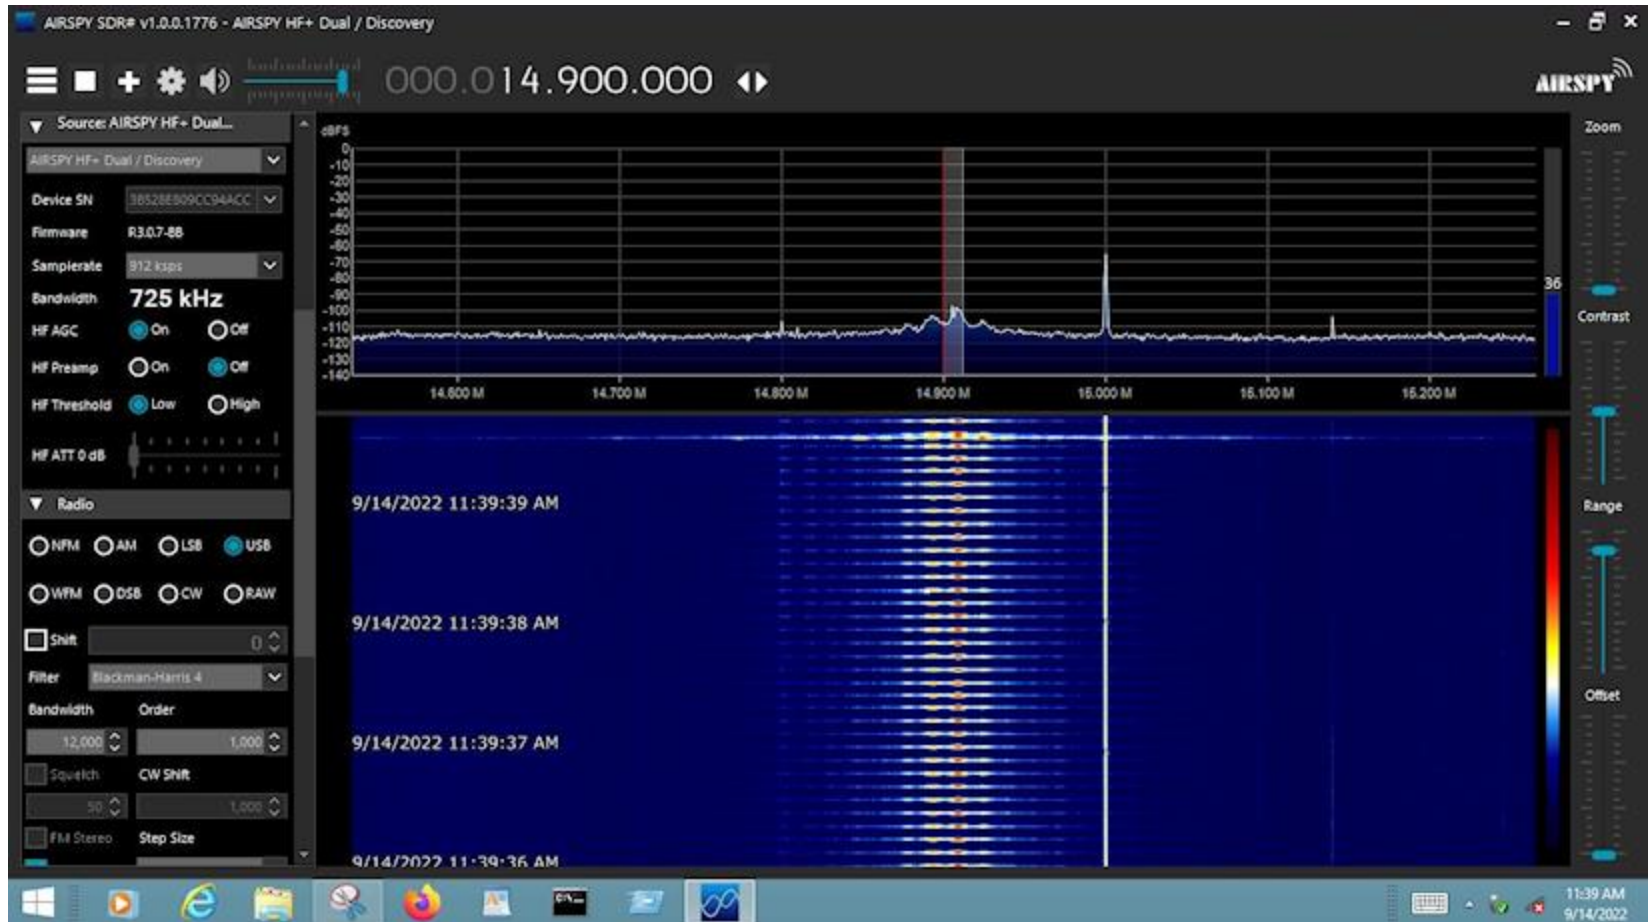 AIRSPY SDR# v1.0.0.1776 - AIRSPY HF+ Dual / Discovery
000.014.900.000
AIRSPY
Source: AIRSPY HF+ Dual...
AIRSPY HF+ Dual / Discovery
Device SN
Firmware R3.0.7-BB
Samplerate 912 ksps
Bandwidth 725 kHz
HF AGC On Off
HF Preamp On Off
HF Threshold Low High
HF ATT 0 dB
Radio
NFM AM LSB USB
WFM DSB CW RAW
Shift 0
Filter Blackman-Harris 4
Bandwidth Order
12,000 1,000
Squelch CW Shift
50 1,000
FM Stereo Step Size
dBFS
0
-10
-20
-30
-40
-50
-60
-70
-80
-90
-100
-110
-120
-130
-140
14.600 M 14.700 M 14.800 M 14.900 M 15.000 M 15.100 M 15.200 M
36
9/14/2022 11:39:39 AM
9/14/2022 11:39:38 AM
9/14/2022 11:39:37 AM
9/14/2022 11:39:36 AM
Zoom
Contrast
Range
Offset
11:39 AM
9/14/2022